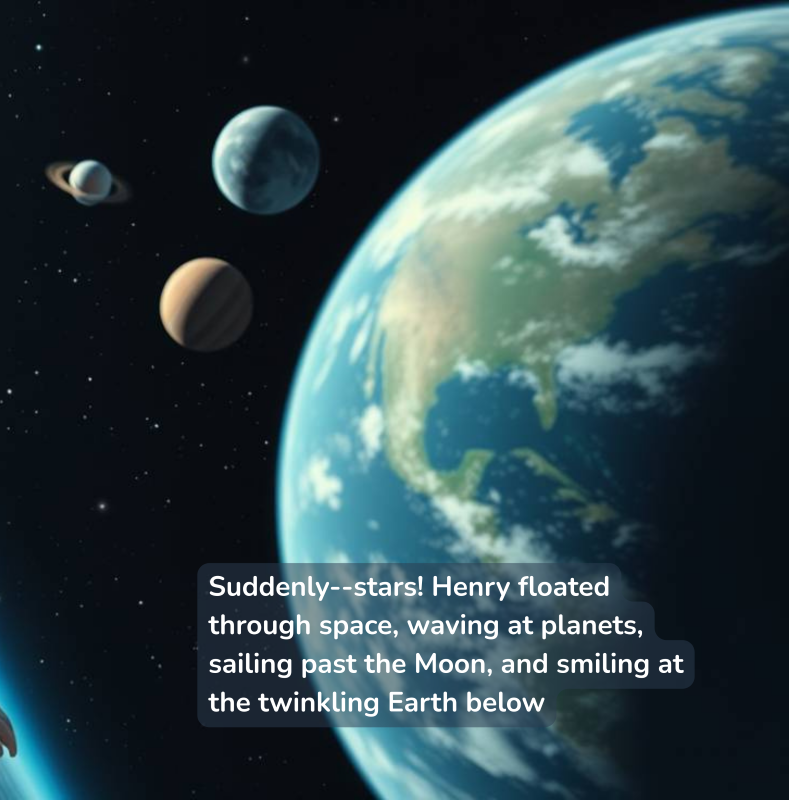 Suddenly--stars! Henry floated
through space, waving at planets,
sailing past the Moon, and smiling at
the twinkling Earth below